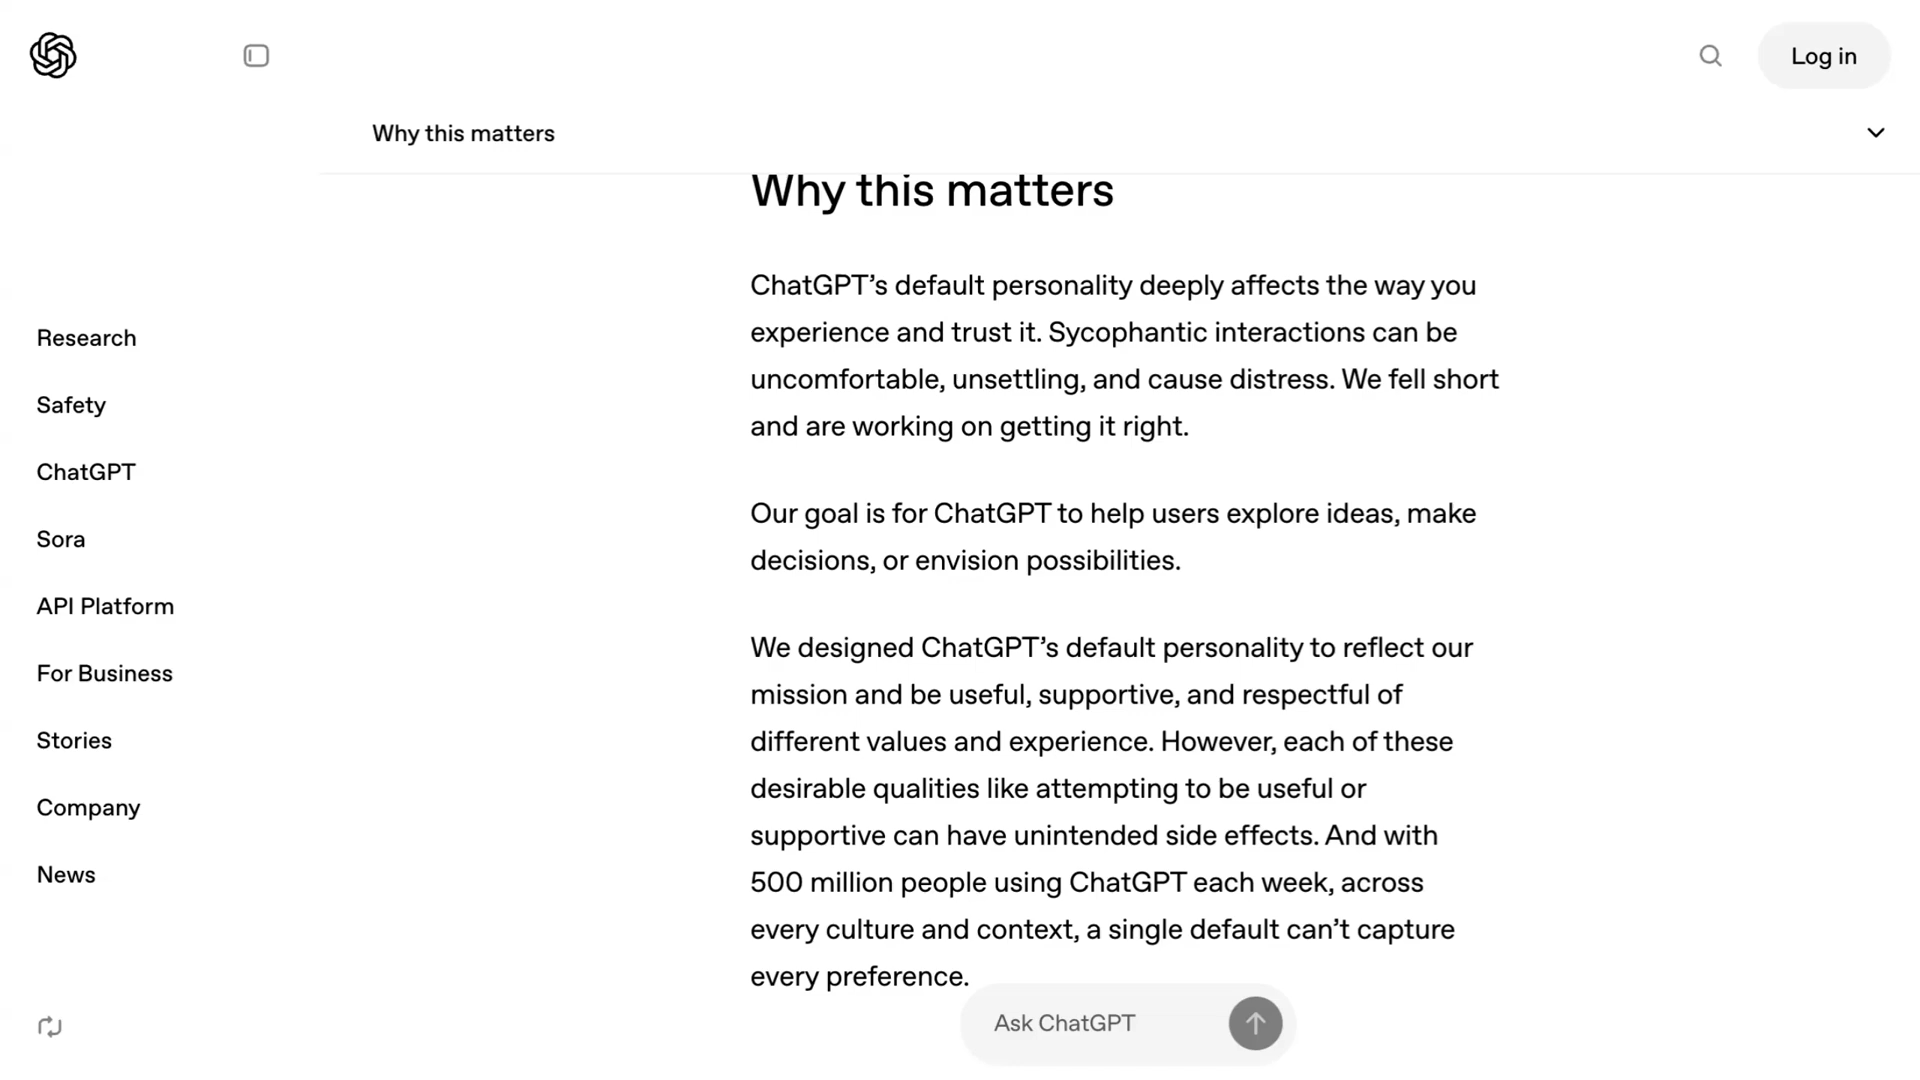 Log in
Why this matters
Why this matters
ChatGPT’s default personality deeply affects the way you
experience and trust it. Sycophantic interactions can be
uncomfortable, unsettling, and cause distress. We fell short
and are working on getting it right.
Our goal is for ChatGPT to help users explore ideas, make
decisions, or envision possibilities.
We designed ChatGPT’s default personality to reflect our
mission and be useful, supportive, and respectful of
different values and experience. However, each of these
desirable qualities like attempting to be useful or
supportive can have unintended side effects. And with
500 million people using ChatGPT each week, across
every culture and context, a single default can’t capture
every preference.
Research
Safety
ChatGPT
Sora
API Platform
For Business
Stories
Company
News
Ask ChatGPT